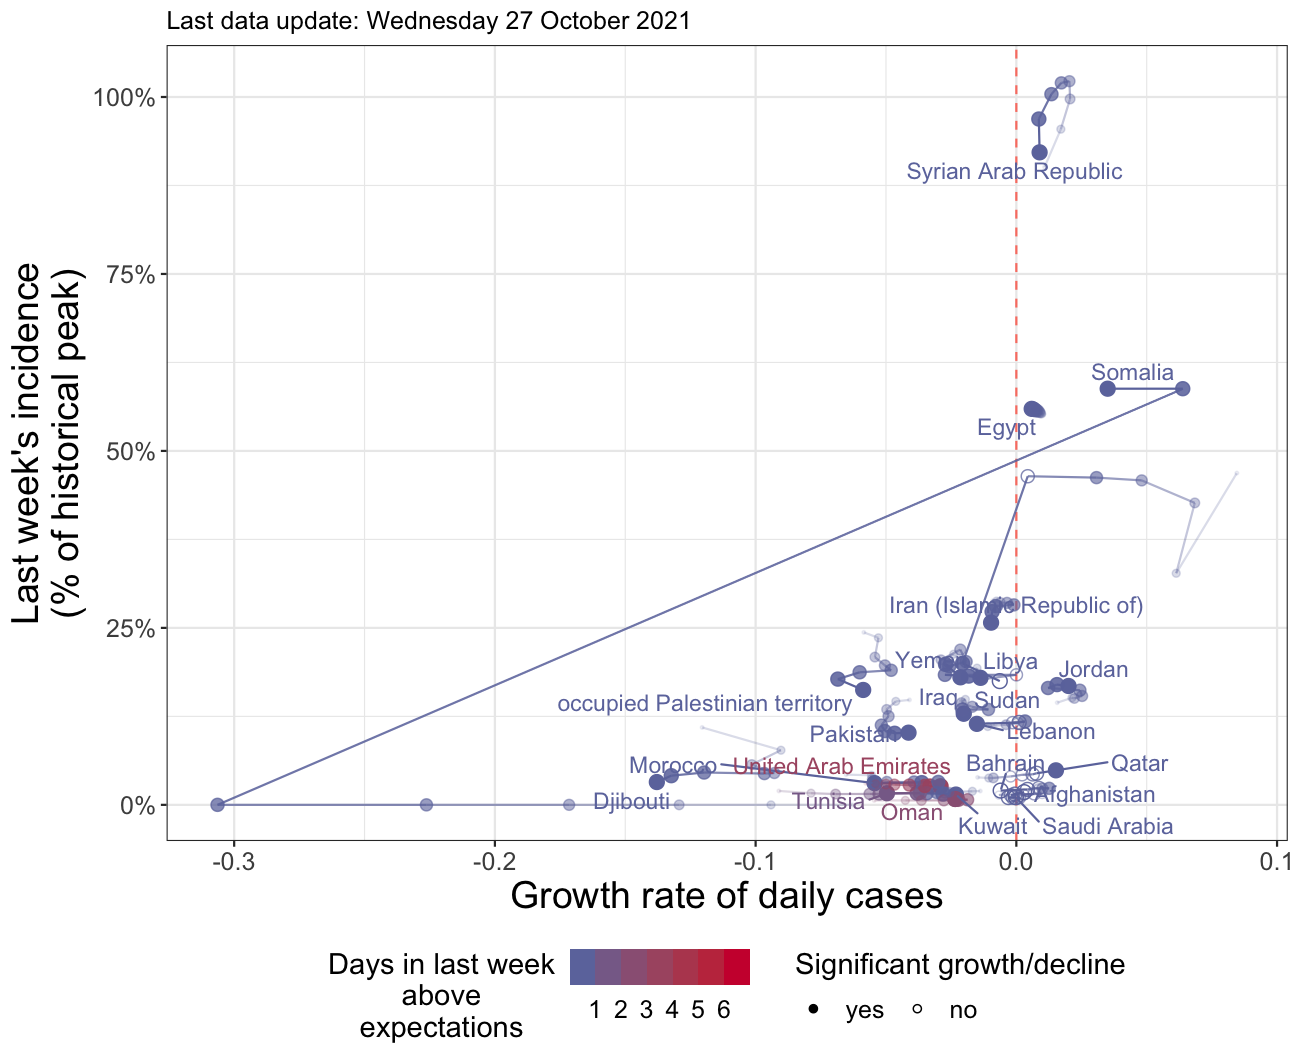 Last data update: Wednesday 27 October 2021
100%
75%
50%
25%
0%
Last week's incidence
(% of historical peak)
Syrian Arab Republic
Somalia
Egypt
Iran (Islamic Republic of)
Yemen
Libya
Jordan
occupied Palestinian territory
Iraq
Sudan
Pakistan
Lebanon
Morocco
United Arab Emirates
Bahrain
Qatar
Djibouti
Tunisia
Afghanistan
Oman
Kuwait
Saudi Arabia
-0.3
-0.2
-0.1
0.0
0.1
Growth rate of daily cases
Days in last week
above
expectations
1 2 3 4 5 6
Significant growth/decline
yes
no